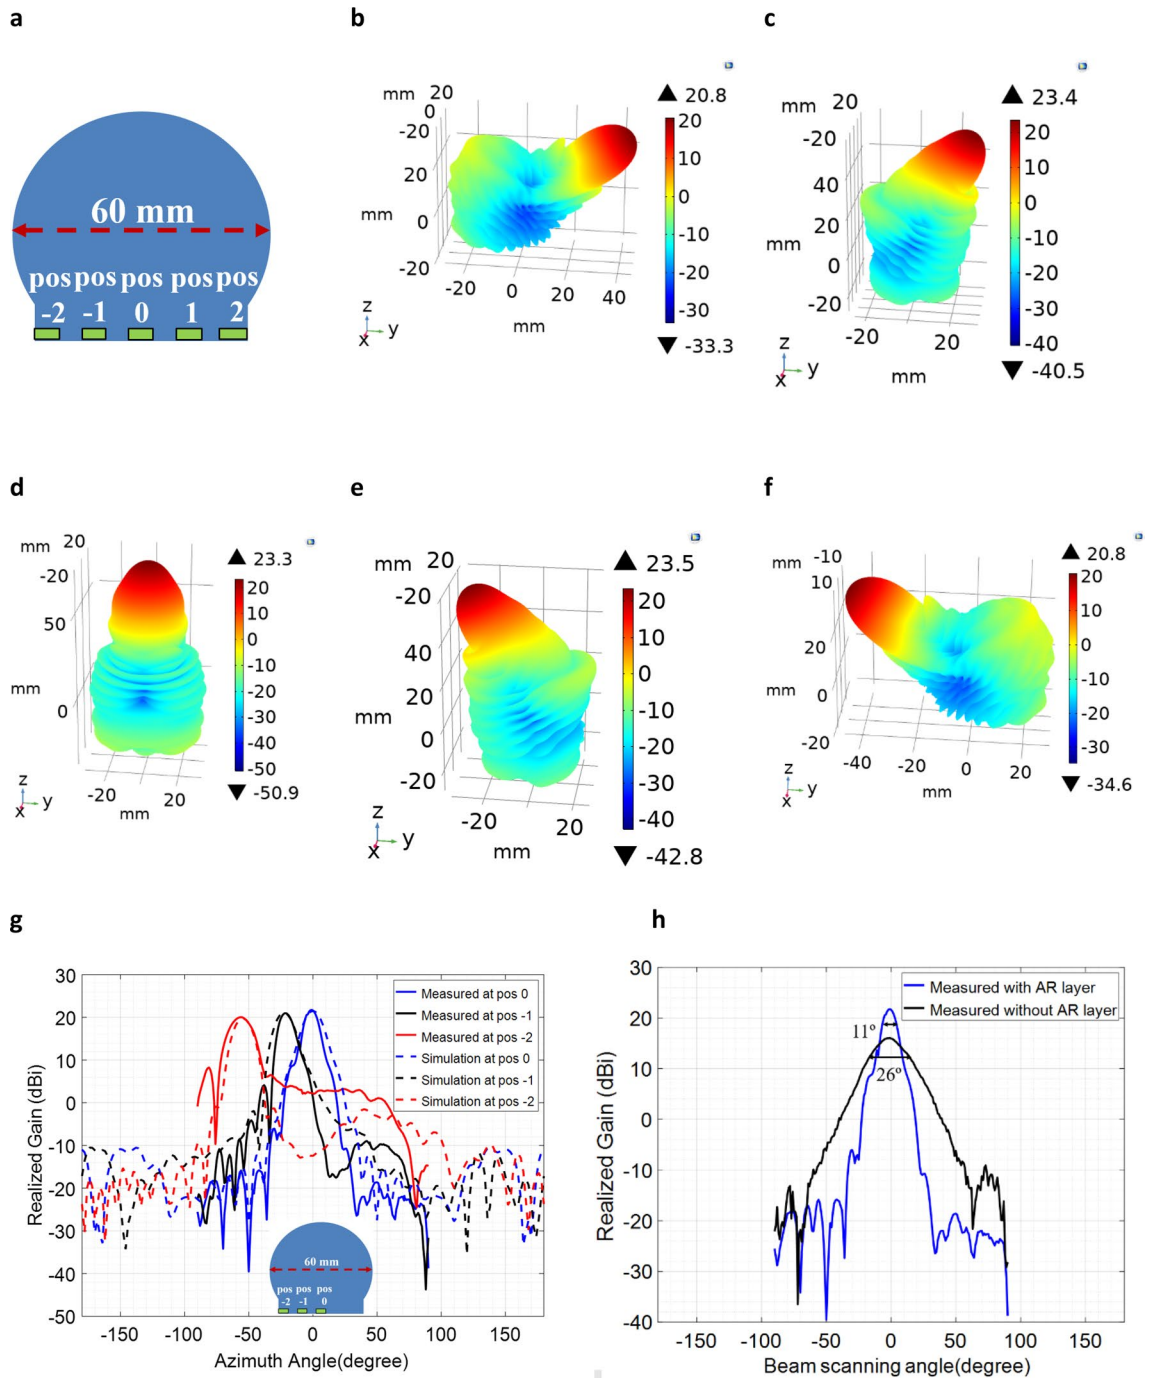 a
60 mm
pos pos pos pos pos
-2 -1 0 1 2
b
mm
20
0
-20
20
mm
0
-20
-20 0 20 40
mm
z
y
x
▲ 20.8
20
10
0
-10
-20
-30
▼ -33.3
c
mm
20
-20
40
20
mm
0
-20
-20 20
mm
z
y
x
▲ 23.4
20
10
0
-10
-20
-30
-40
▼ -40.5
d
mm
20
-20
50
mm
0
-20 20
mm
z
y
x
▲ 23.3
20
10
0
-10
-20
-30
-40
-50
▼ -50.9
e
mm
20
-20
40
20
mm
0
-20
-20 20
mm
z
y
x
▲ 23.5
20
10
0
-10
-20
-30
-40
▼ -42.8
f
mm
-10
10
20
mm
0
-20
-40 -20 0 20
mm
z
y
x
▲ 20.8
20
10
0
-10
-20
-30
▼ -34.6
g
Realized Gain (dBi)
30
20
10
0
-10
-20
-30
-40
-50
Measured at pos 0
Measured at pos -1
Measured at pos -2
Simulation at pos 0
Simulation at pos -1
Simulation at pos -2
60 mm
pos pos pos
-2 -1 0
-150 -100 -50 0 50 100 150
Azimuth Angle(degree)
h
Realized Gain (dBi)
30
20
10
0
-10
-20
-30
-40
Measured with AR layer
Measured without AR layer
11º
26º
-150 -100 -50 0 50 100 150
Beam scanning angle(degree)